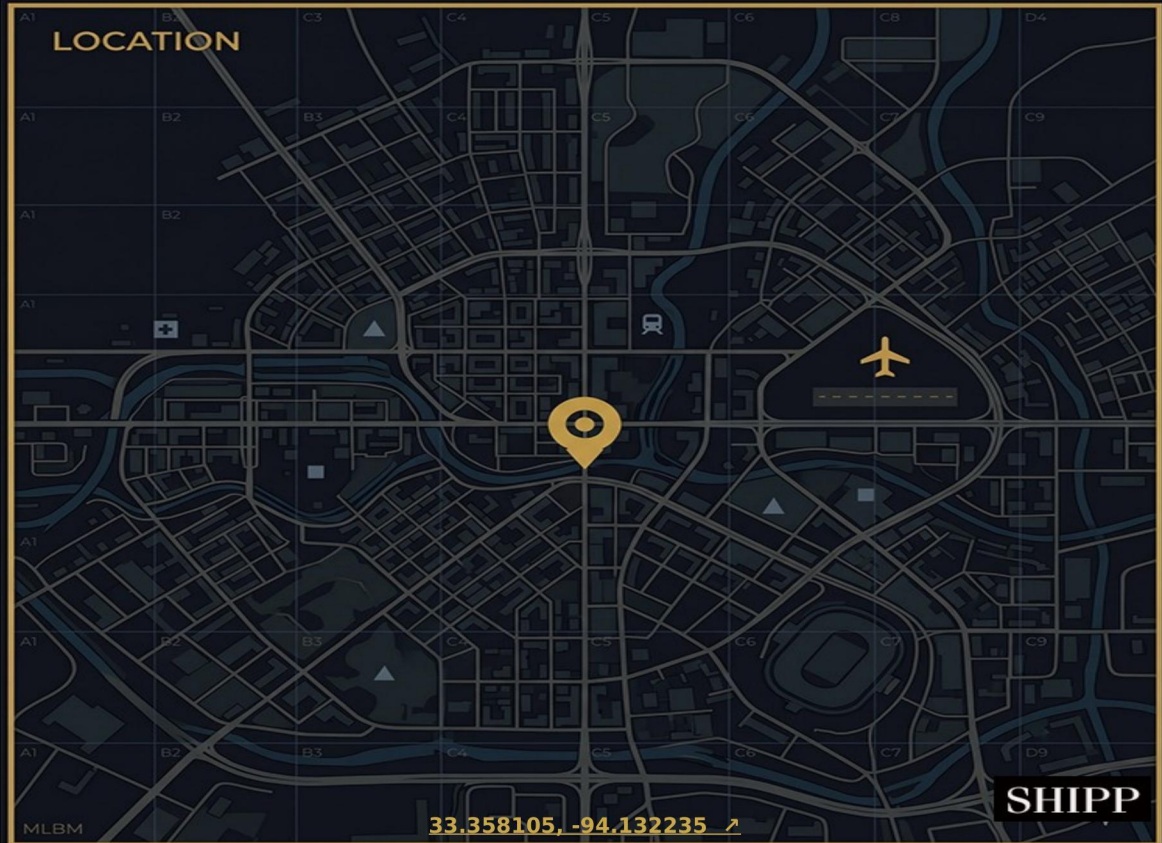 A1 B2 C3 C4 C5 C6 C8 D4
LOCATION
A1 B2 B3 C4 C5 C6 C7 C9
A1 B2
A1
A1
A1 B2 B3 C4 C5 C6 C7 C9
A1 B2 B3 C4 C5 C6 C7 D9
SHIPP
MLBM
33.358105, -94.132235 ↗